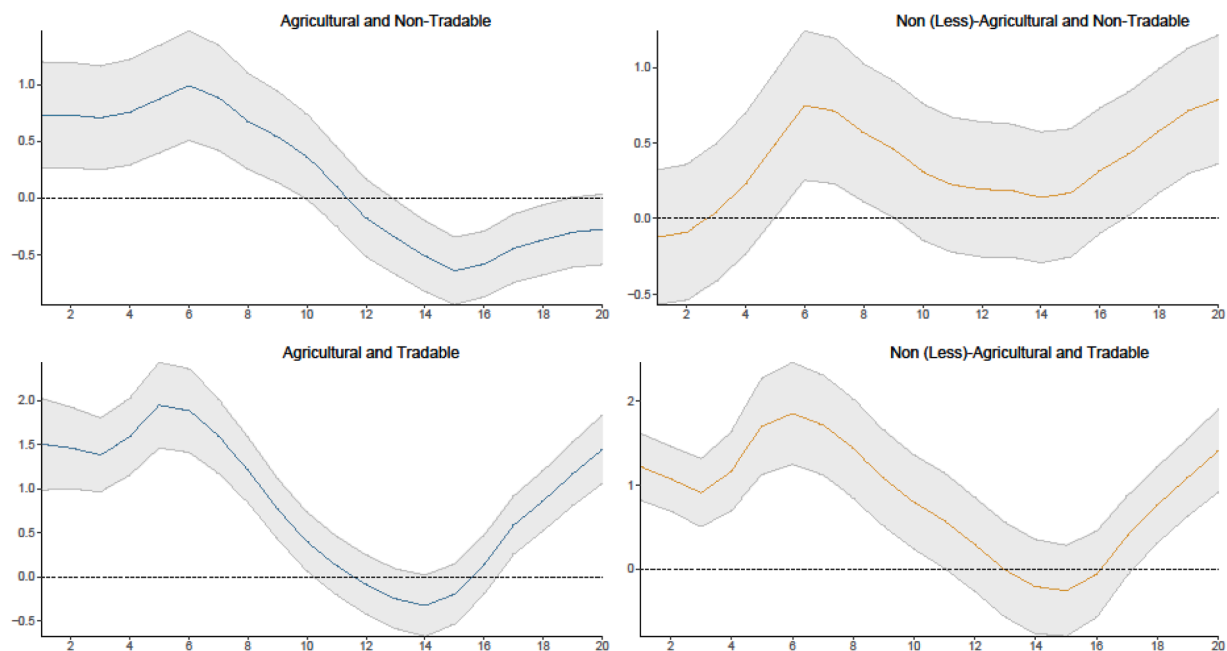 Agricultural and Non-Tradable
1.0
0.5
0.0
−0.5
2 4 6 8 10 12 14 16 18 20
Non (Less)-Agricultural and Non-Tradable
1.0
0.5
0.0
−0.5
2 4 6 8 10 12 14 16 18 20
Agricultural and Tradable
2.0
1.5
1.0
0.5
0.0
−0.5
2 4 6 8 10 12 14 16 18 20
Non (Less)-Agricultural and Tradable
2
1
0
2 4 6 8 10 12 14 16 18 20